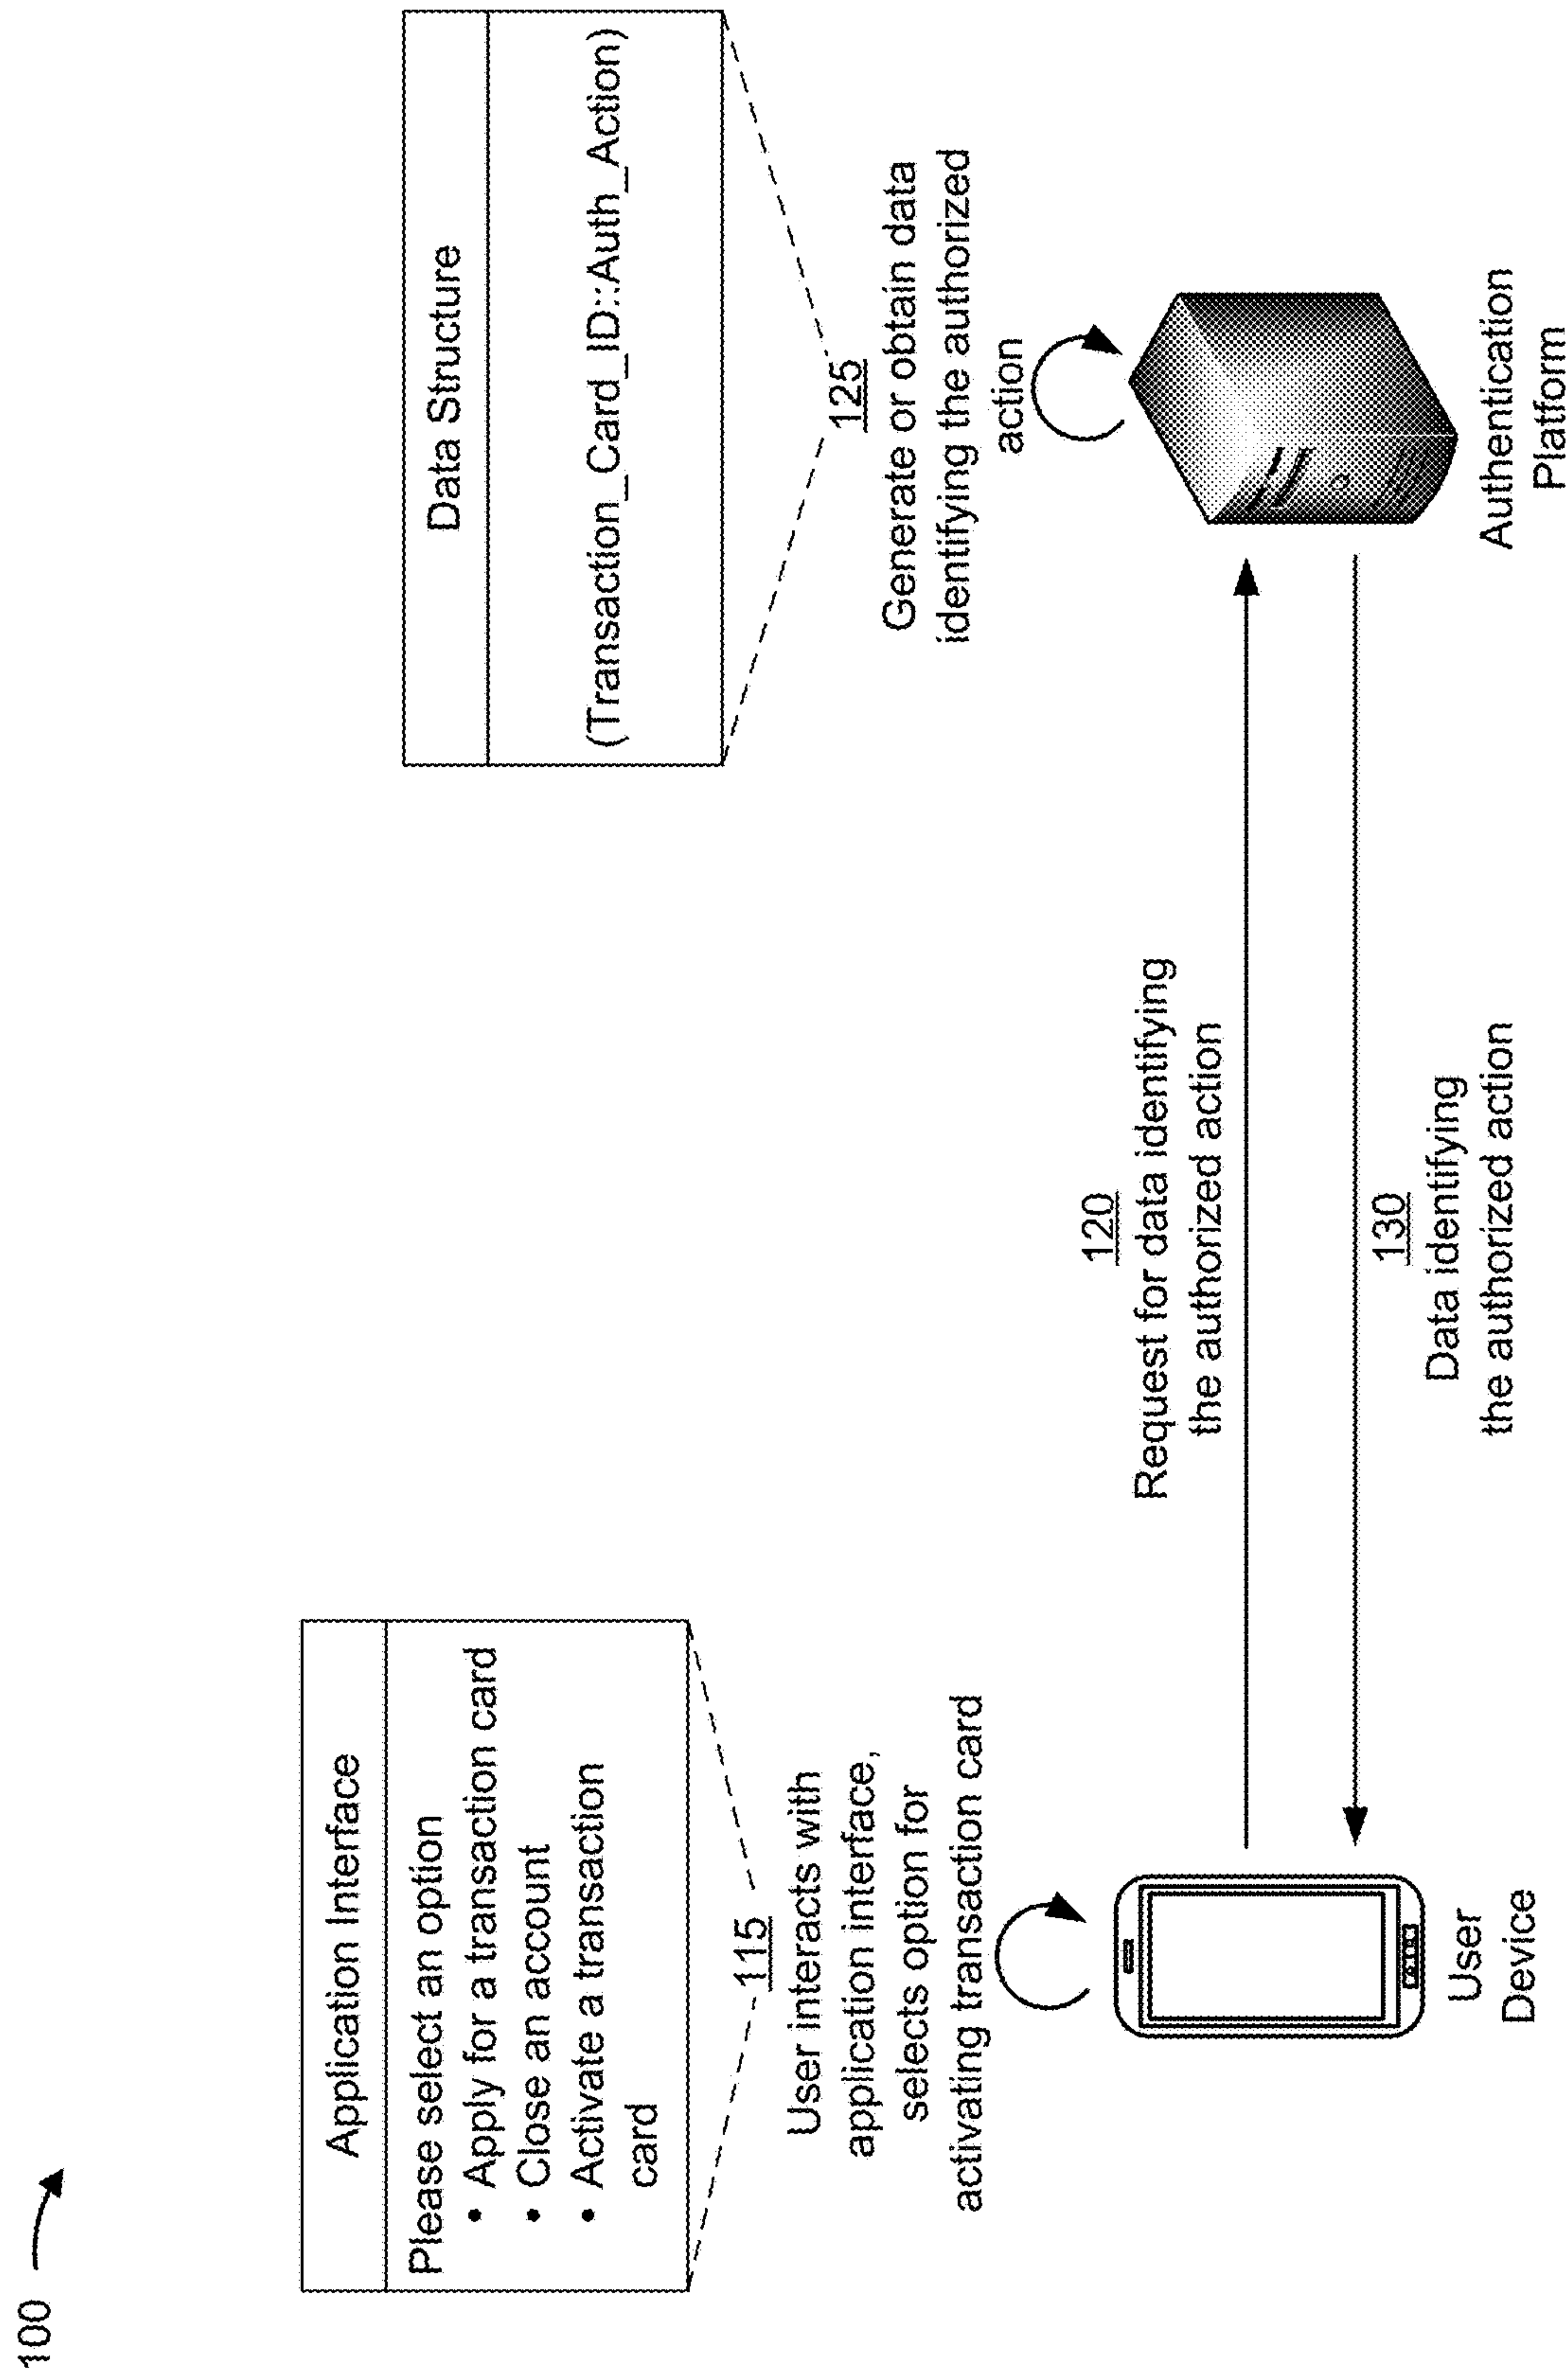 100
Application Interface
Please select an option
• Apply for a transaction card
• Close an account
• Activate a transaction
card
115
User interacts with
application interface,
selects option for
activating transaction card
User
Device
120
Request for data identifying
the authorized action
130
Data identifying
the authorized action
Data Structure
(Transaction_Card_ID::Auth_Action)
125
Generate or obtain data
identifying the authorized
action
Authentication
Platform